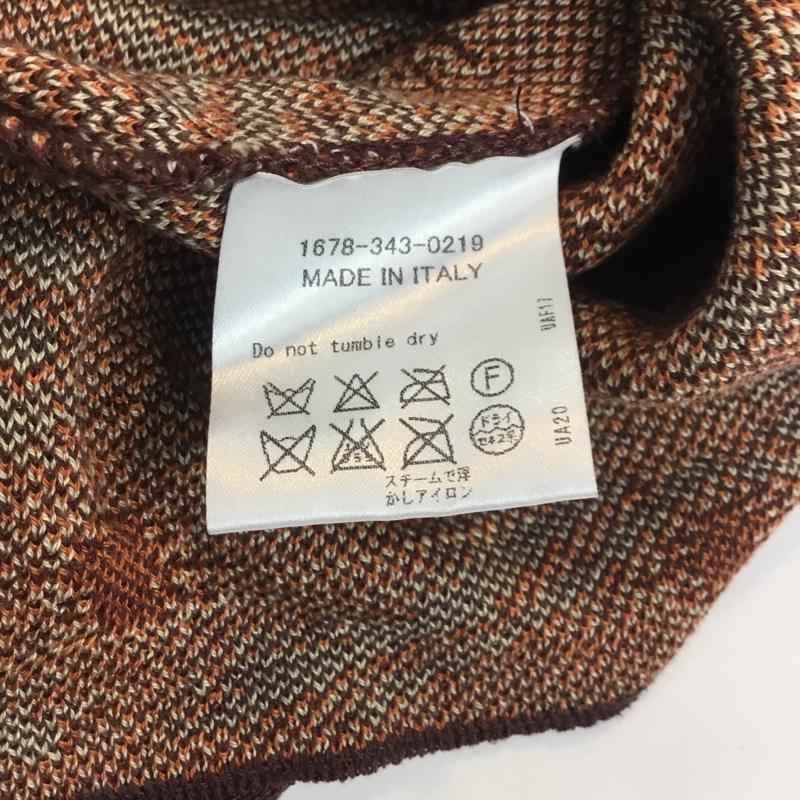 1678-343-0219
MADE IN ITALY
Do not tumble dry
F
ドライ
セキユ系
スチームで浮
かしアイロン
UAF17
UA20